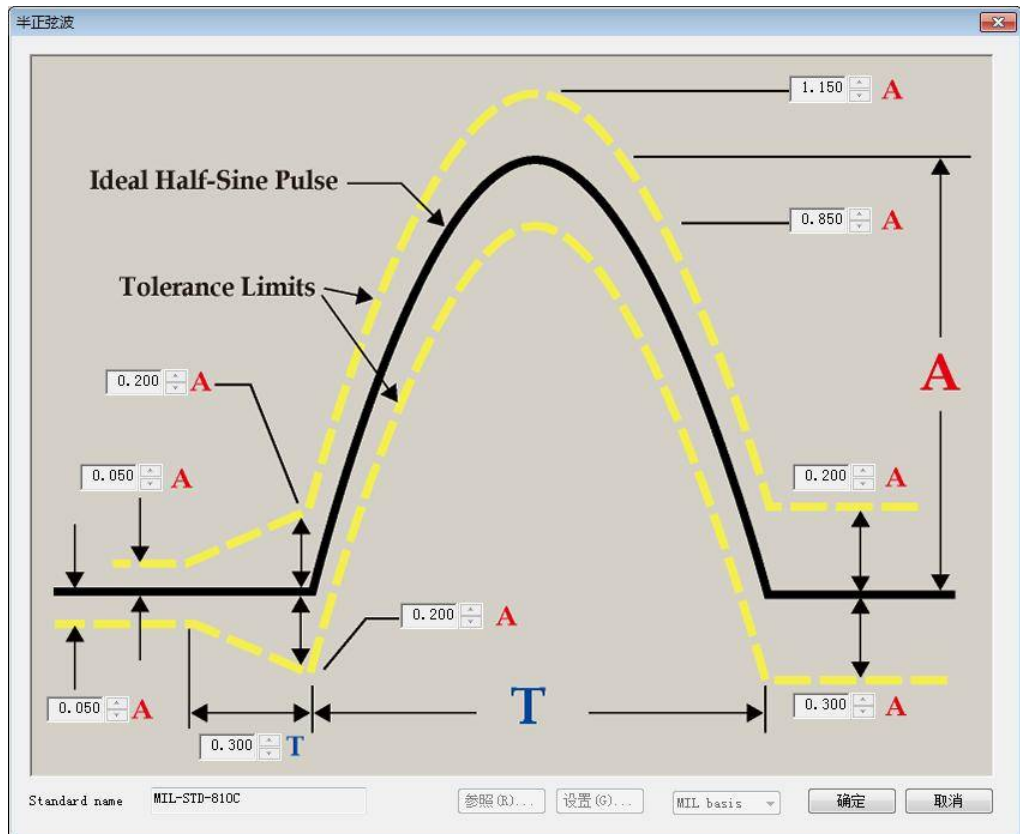 半正弦波
1.150 A
Ideal Half-Sine Pulse
0.850 A
Tolerance Limits
A
0.200 A
0.050 A
0.200 A
0.200 A
0.050 A
T
0.300 A
0.300 T
Standard name MIL-STD-810C 参照(R)... 设置(G)... MIL basis 确定 取消